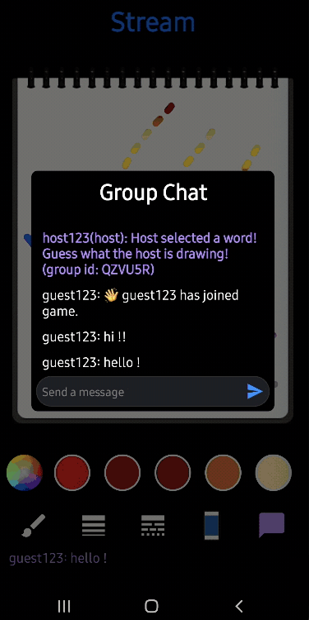 Stream
Group Chat
host123(host): Host selected a word!
Guess what the host is drawing!
(group id: QZVU5R)
guest123: 👋 guest123 has joined
game.
guest123: hi !!
guest123: hello !
Send a message
guest123: hello !